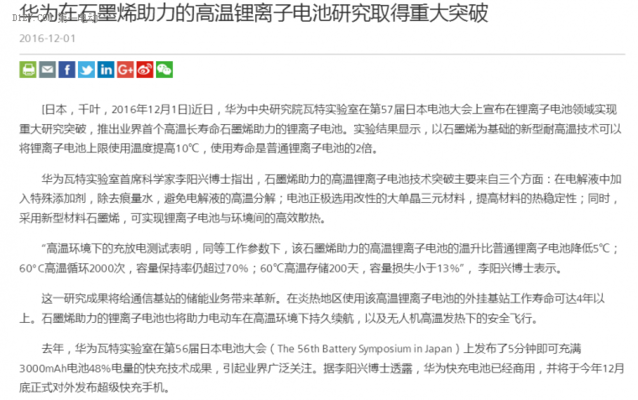 华为在石墨烯助力的高温锂离子电池研究取得重大突破
2016-12-01
[日本，千叶，2016年12月1日]近日，华为中央研究院瓦特实验室在第57届日本电池大会上宣布在锂离子电池领域实现
重大研究突破，推出业界首个高温长寿命石墨烯助力的锂离子电池。实验结果显示，以石墨烯为基础的新型耐高温技术可以
将锂离子电池上限使用温度提高10℃，使用寿命是普通锂离子电池的2倍。
华为瓦特实验室首席科学家李阳兴博士指出，石墨烯助力的高温锂离子电池技术突破主要来自三个方面：在电解液中加
入特殊添加剂，除去痕量水，避免电解液的高温分解；电池正极选用改性的大单晶三元材料，提高材料的热稳定性；同时，
采用新型材料石墨烯，可实现锂离子电池与环境间的高效散热。
“高温环境下的充放电测试表明，同等工作参数下，该石墨烯助力的高温锂离子电池的温升比普通锂离子电池降低5℃；
60°C高温循环2000次，容量保持率仍超过70%；60℃高温存储200天，容量损失小于13%”，李阳兴博士表示。
这一研究成果将给通信基站的储能业务带来革新。在炎热地区使用该高温锂离子电池的外挂基站工作寿命可达4年以
上。石墨烯助力的锂离子电池也将助力电动车在高温环境下持久续航，以及无人机高温发热下的安全飞行。
去年，华为瓦特实验室在第56届日本电池大会（The 56th Battery Symposium in Japan）上发布了5分钟即可充满
3000mAh电池48%电量的快充技术成果，引起业界广泛关注。据李阳兴博士透露，华为快充电池已经商用，并将于今年12月
底正式对外发布超级快充手机。